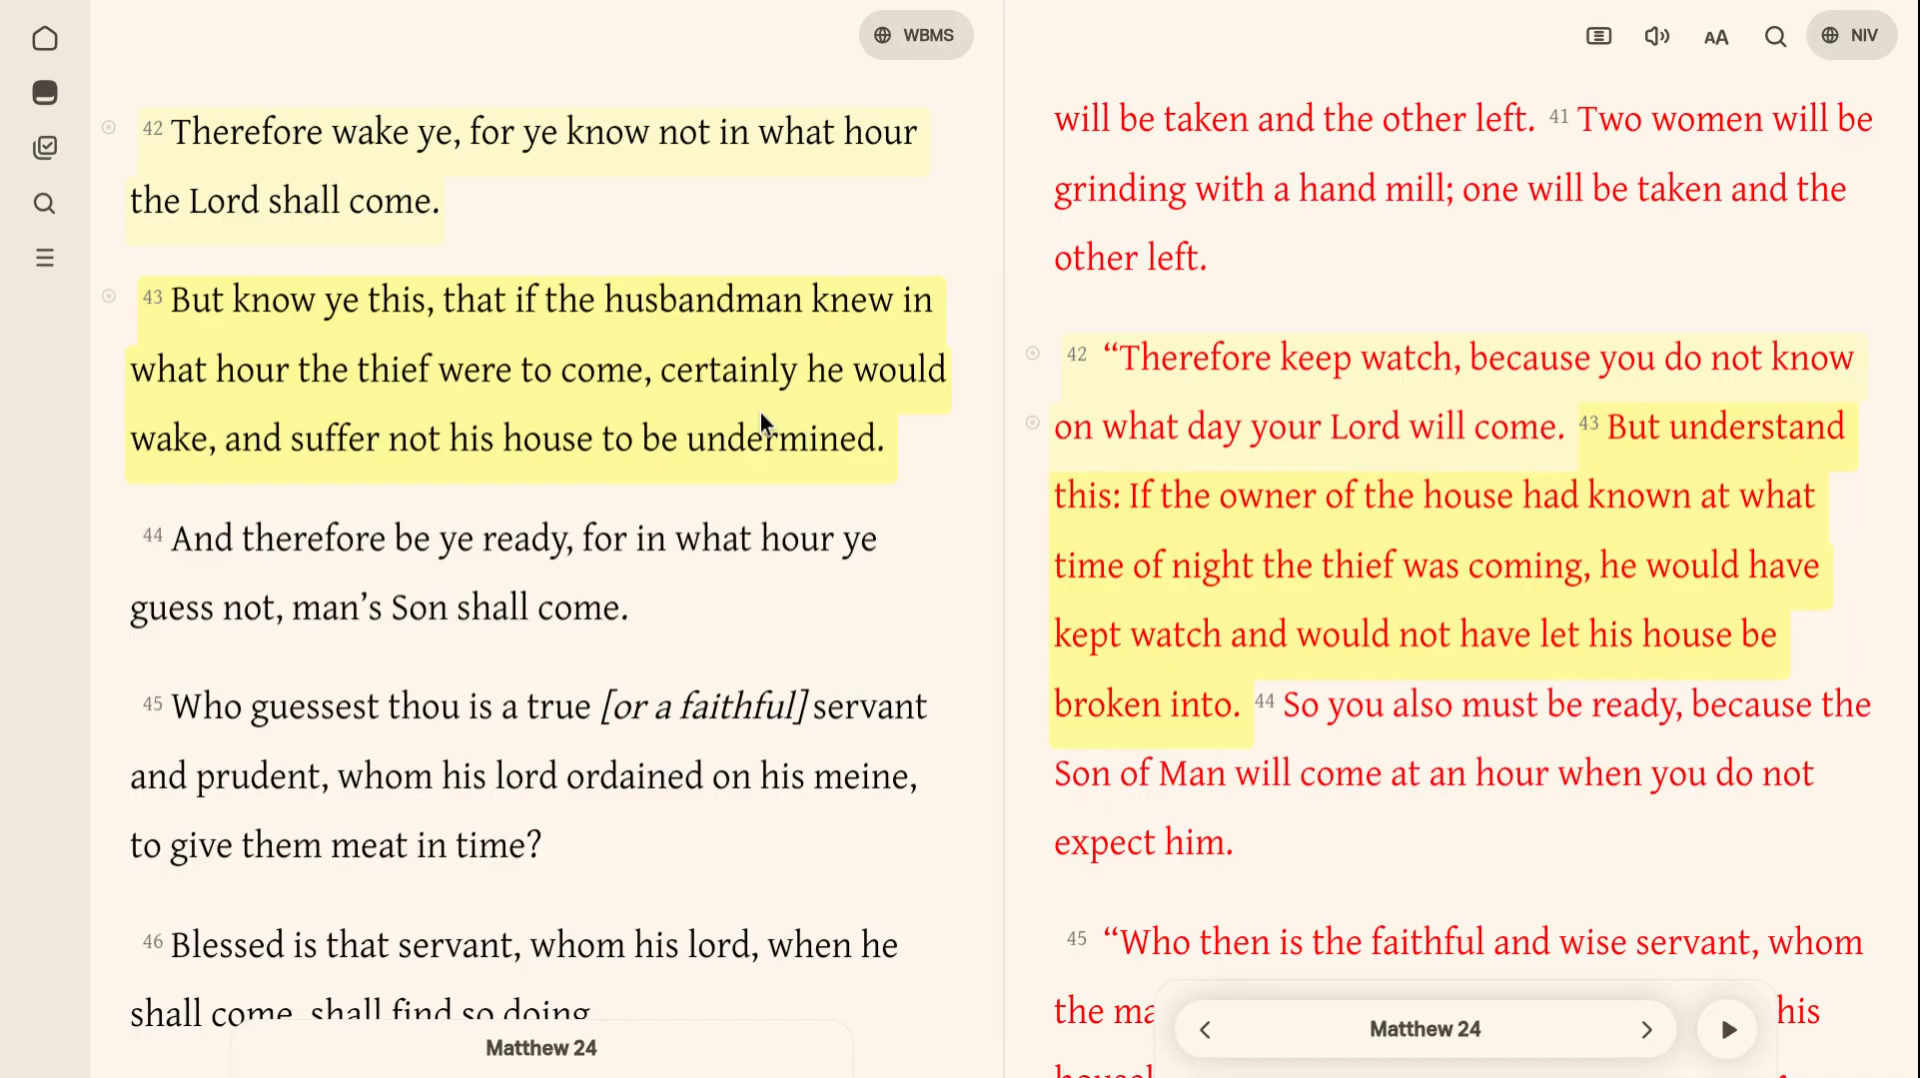 WBMS
42 Therefore wake ye, for ye know not in what hour
the Lord shall come.
43 But know ye this, that if the husbandman knew in
what hour the thief were to come, certainly he would
wake, and suffer not his house to be undermined.
44 And therefore be ye ready, for in what hour ye
guess not, man’s Son shall come.
45 Who guessest thou is a true [or a faithful] servant
and prudent, whom his lord ordained on his meine,
to give them meat in time?
46 Blessed is that servant, whom his lord, when he
shall come, shall find so doing.
Matthew 24
AA
NIV
will be taken and the other left. 41 Two women will be
grinding with a hand mill; one will be taken and the
other left.
42 “Therefore keep watch, because you do not know
on what day your Lord will come. 43 But understand
this: If the owner of the house had known at what
time of night the thief was coming, he would have
kept watch and would not have let his house be
broken into. 44 So you also must be ready, because the
Son of Man will come at an hour when you do not
expect him.
45 “Who then is the faithful and wise servant, whom
the his
Matthew 24